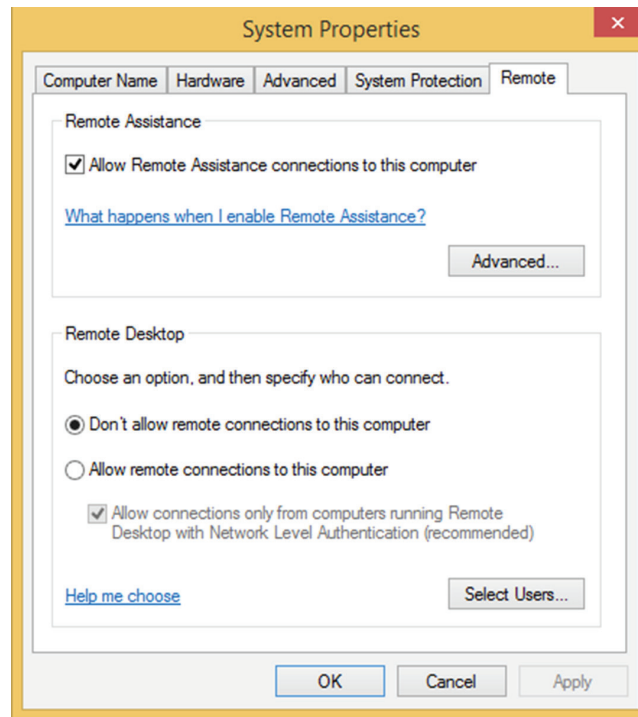 System Properties
Computer Name Hardware Advanced System Protection Remote
Remote Assistance
Allow Remote Assistance connections to this computer
What happens when I enable Remote Assistance?
Advanced...
Remote Desktop
Choose an option, and then specify who can connect.
Don't allow remote connections to this computer
Allow remote connections to this computer
Allow connections only from computers running Remote
Desktop with Network Level Authentication (recommended)
Help me choose Select Users...
OK Cancel Apply